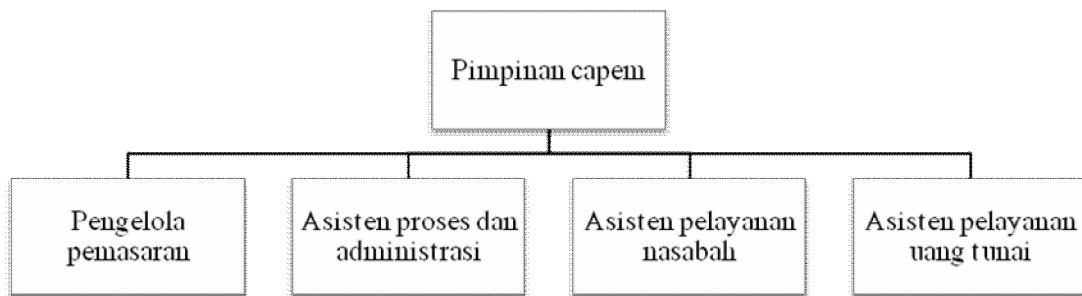 Pimpinan capem
Pengelola
pemasaran
Asisten proses dan
administrasi
Asisten pelayanan
nasabah
Asisten pelayanan
uang tunai